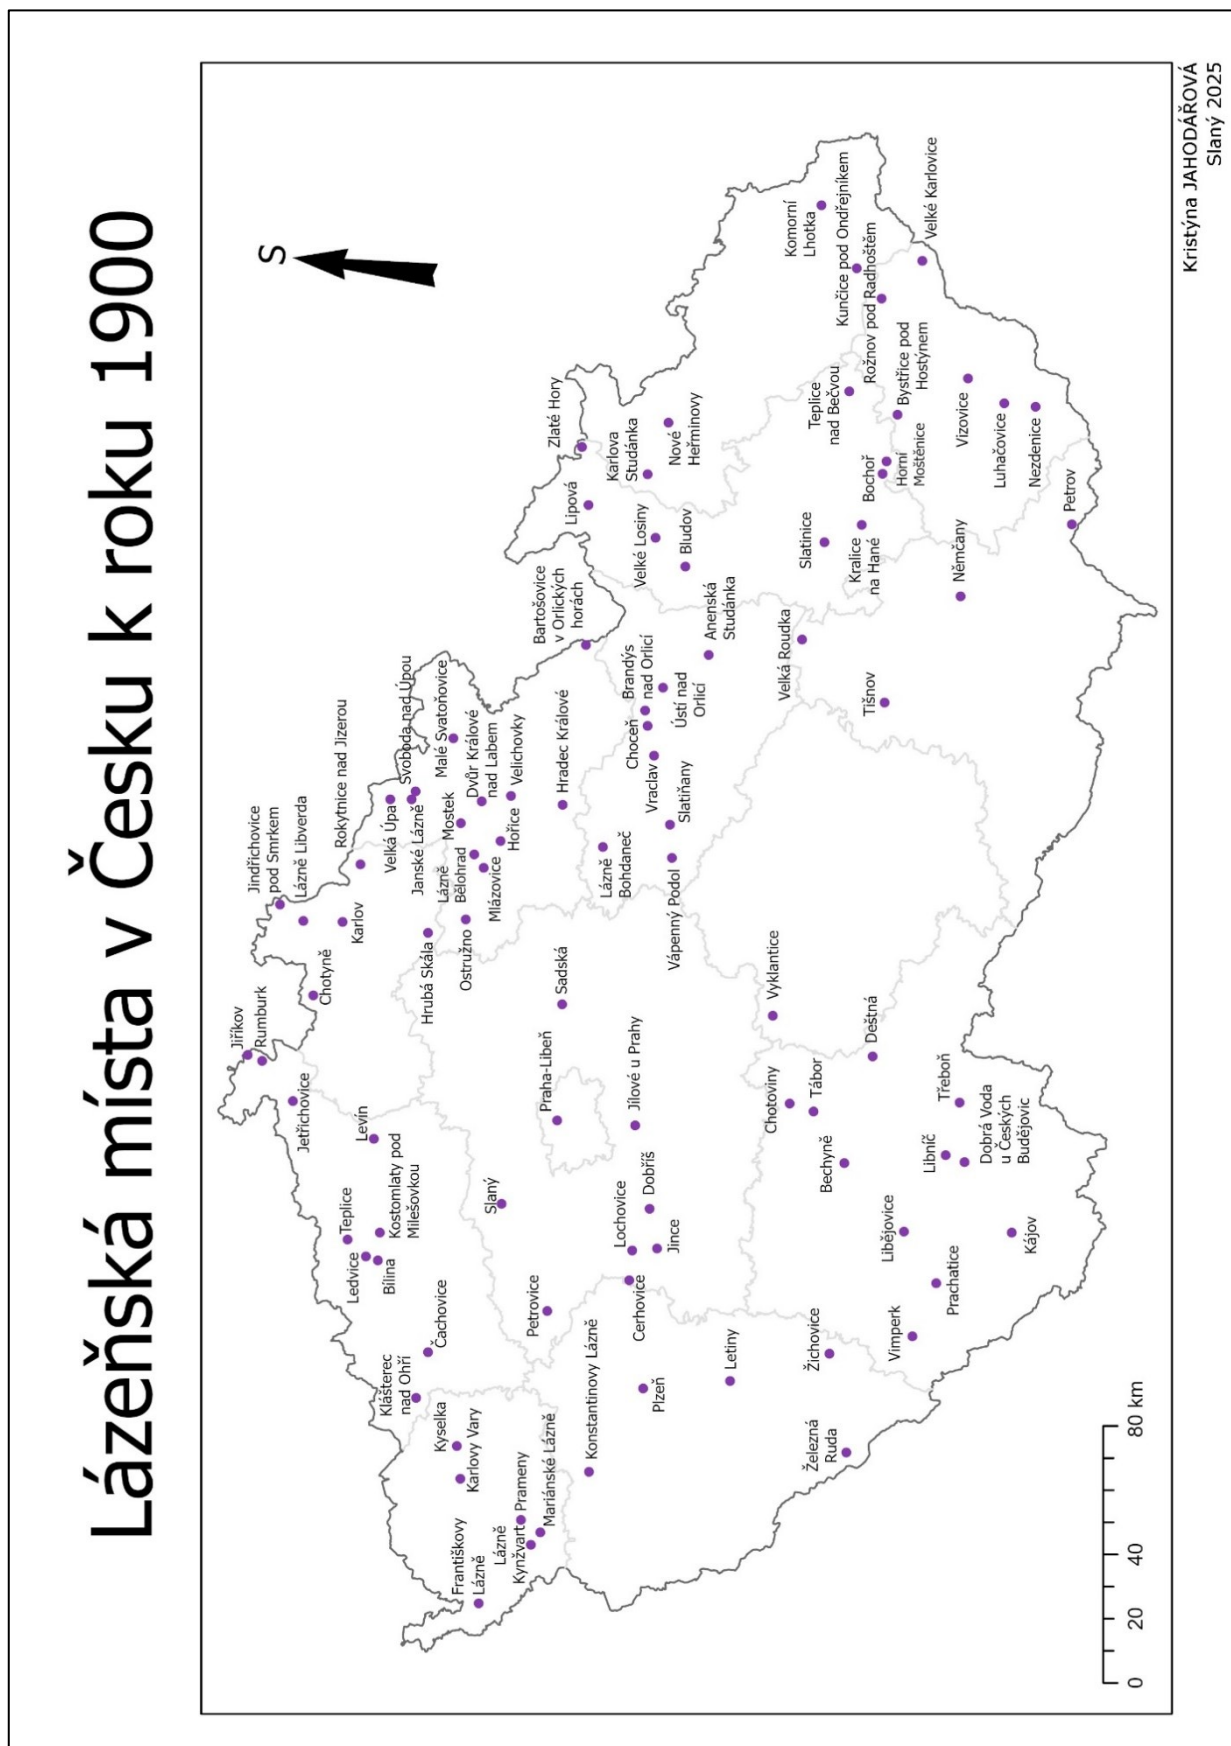 Lázeňská místa v Česku k roku 1900
S
Jiříkov
Rumburk
Jindřichovice
pod Smrkem
Lázně Libverda
Jetřichovice
Chotyně
Karlov
Rokytnice nad Jizerou
Teplice
Levín
Ledvice
Bílina
Kostomlaty pod
Milešovkou
Velká Úpa
Janské Lázně
Svoboda nad Úpou
Klášterec
nad Ohří
Čachovice
Hrubá Skála
Malé Svatoňovice
Kyselka
Karlovy Vary
Ostružno
Lázně
Bělohrad
Mostek
Dvůr Králové
nad Labem
Mlázovice
Hořice
Velichovky
Františkovy
Lázně
Slaný
Lázně
Kynžvart
Prameny
Mariánské Lázně
Petrovice
Praha-Libeň
Sadská
Hradec Králové
Bartošovice
v Orlických
horách
Lipová
Zlaté Hory
Konstantinovy Lázně
Lázně
Bohdaneč
Karlova
Studánka
Nové
Heřminovy
Velké Losiny
Bludov
Cerhovice
Lochovice
Jince
Dobříš
Jílové u Prahy
Plzeň
Vápenný Podol
Slatiňany
Vraclav
Choceň
Brandýs
nad Orlicí
Ústí nad
Orlicí
Anenská
Studánka
Letiny
Vyklantice
Chotoviny
Tábor
Velká Roudka
Slatinice
Komorní
Lhotka
Žichovice
Železná
Ruda
Bechyně
Deštná
Tišnov
Kralice
na Hané
Bochoř
Horní
Moštěnice
Teplice
nad Bečvou
Kunčice pod Ondřejníkem
Rožnov pod Radhoštěm
Bystřice pod
Hostýnem
Velké Karlovice
Vimperk
Libějovice
Prachatice
Libníč
Třeboň
Dobrá Voda
u Českých
Budějovic
Kájov
Němčany
Vizovice
Luhačovice
Nezdenice
Petrov
0
20
40
80 km
Kristýna JAHODÁŘOVÁ
Slaný 2025